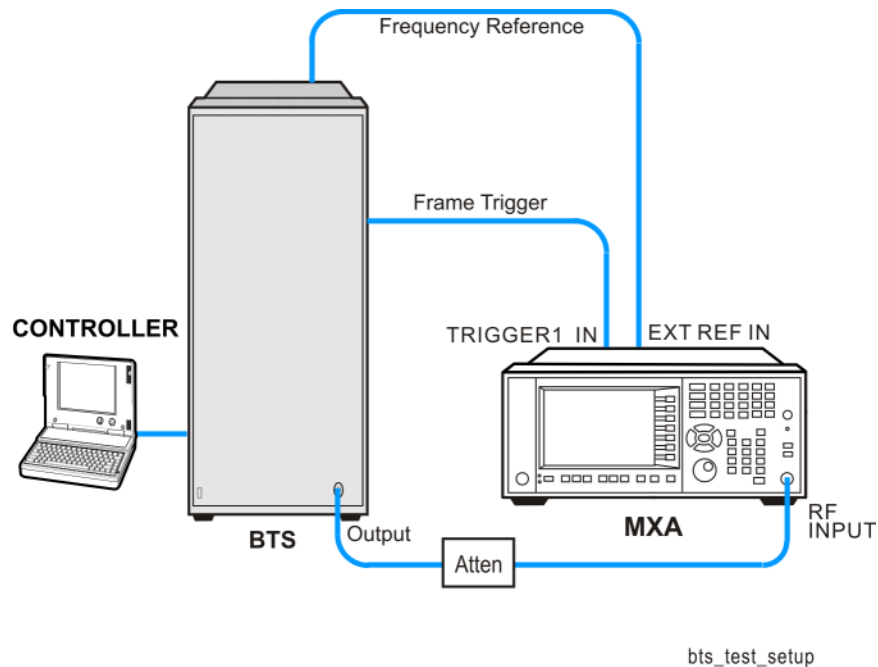 Frequency Reference
Frame Trigger
CONTROLLER
TRIGGER1 IN
EXT REF IN
BTS
Output
Atten
MXA
RF
INPUT
bts_test_setup